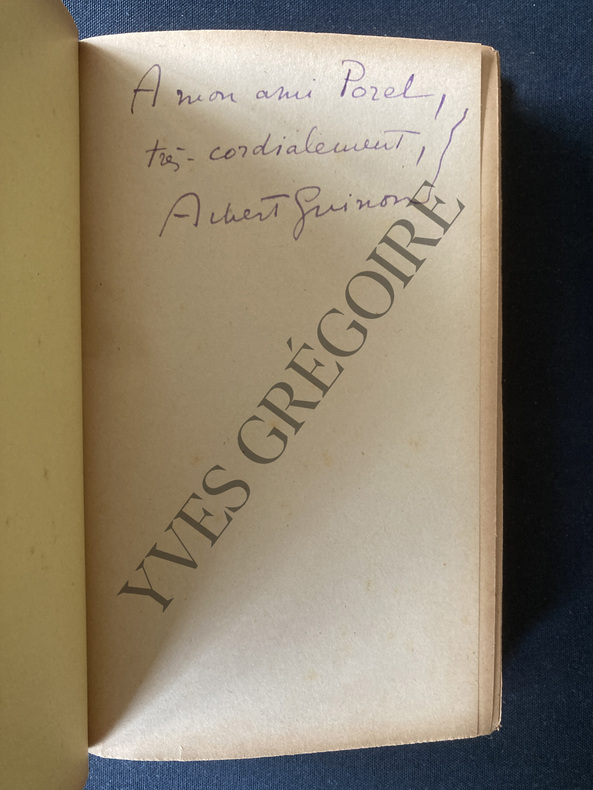 A mon ami Porel,
très-cordialement,
Albert Guinon
YVES GRÉGOIRE